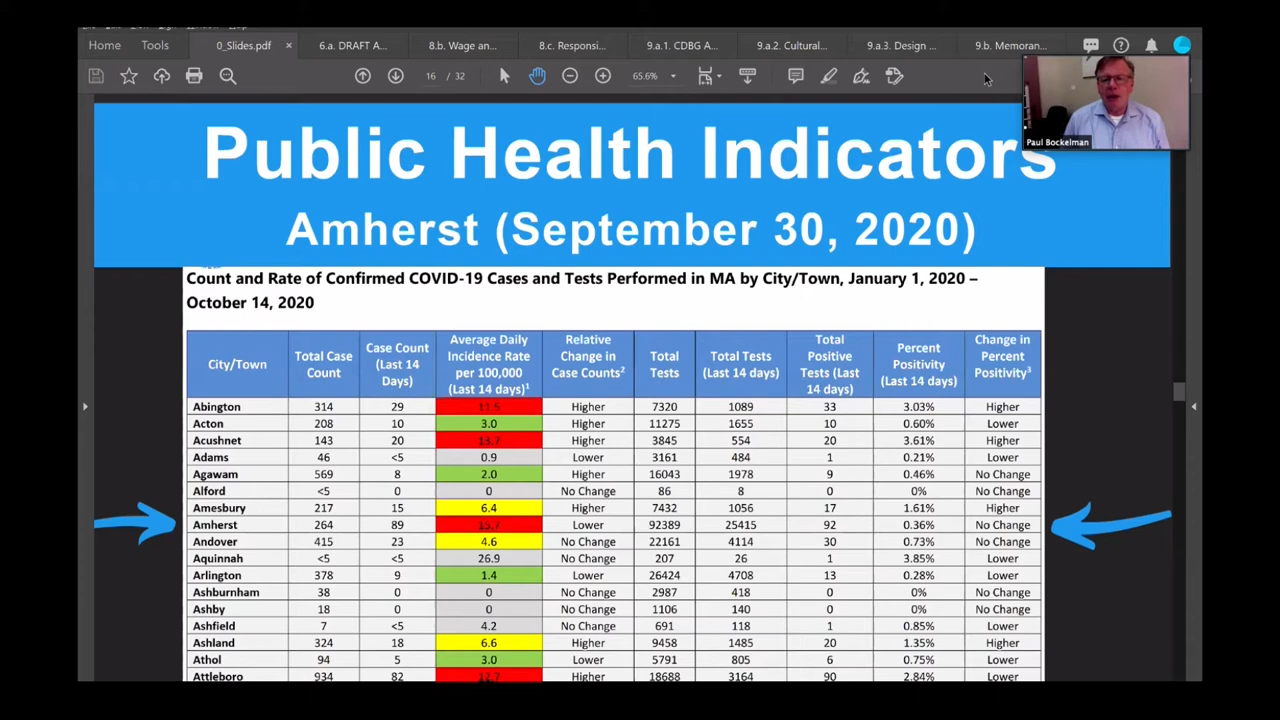 Home Tools 0_Slides.pdf × 6.a. DRAFT A... 8.b. Wage an... 8.c. Responsi... 9.a.1. CDBG A... 9.a.2. Cultural... 9.a.3. Design ... 9.b. Memoran...
16 / 32 65.6%
Paul Bockelman
Public Health Indicators
Amherst (September 30, 2020)
Count and Rate of Confirmed COVID-19 Cases and Tests Performed in MA by City/Town, January 1, 2020 –
October 14, 2020
City/Town Total Case Count Case Count (Last 14 Days) Average Daily Incidence Rate per 100,000 (Last 14 days)1 Relative Change in Case Counts2 Total Tests Total Tests (Last 14 days) Total Positive Tests (Last 14 days) Percent Positivity (Last 14 days) Change in Percent Positivity3
Abington 314 29 11.5 Higher 7320 1089 33 3.03% Higher
Acton 208 10 3.0 Higher 11275 1655 10 0.60% Lower
Acushnet 143 20 13.7 Higher 3845 554 20 3.61% Higher
Adams 46 <5 0.9 Lower 3161 484 1 0.21% Lower
Agawam 569 8 2.0 Higher 16043 1978 9 0.46% No Change
Alford <5 0 0 No Change 86 8 0 0% No Change
Amesbury 217 15 6.4 Higher 7432 1056 17 1.61% Higher
Amherst 264 89 15.7 Lower 92389 25415 92 0.36% No Change
Andover 415 23 4.6 No Change 22161 4114 30 0.73% No Change
Aquinnah <5 <5 26.9 No Change 207 26 1 3.85% Lower
Arlington 378 9 1.4 Lower 26424 4708 13 0.28% Lower
Ashburnham 38 0 0 No Change 2987 418 0 0% No Change
Ashby 18 0 0 No Change 1106 140 0 0% No Change
Ashfield 7 <5 4.2 No Change 691 118 1 0.85% Lower
Ashland 324 18 6.6 Higher 9458 1485 20 1.35% Higher
Athol 94 5 3.0 Lower 5791 805 6 0.75% Lower
Attleboro 934 82 12.7 Higher 18688 3164 90 2.84% Higher